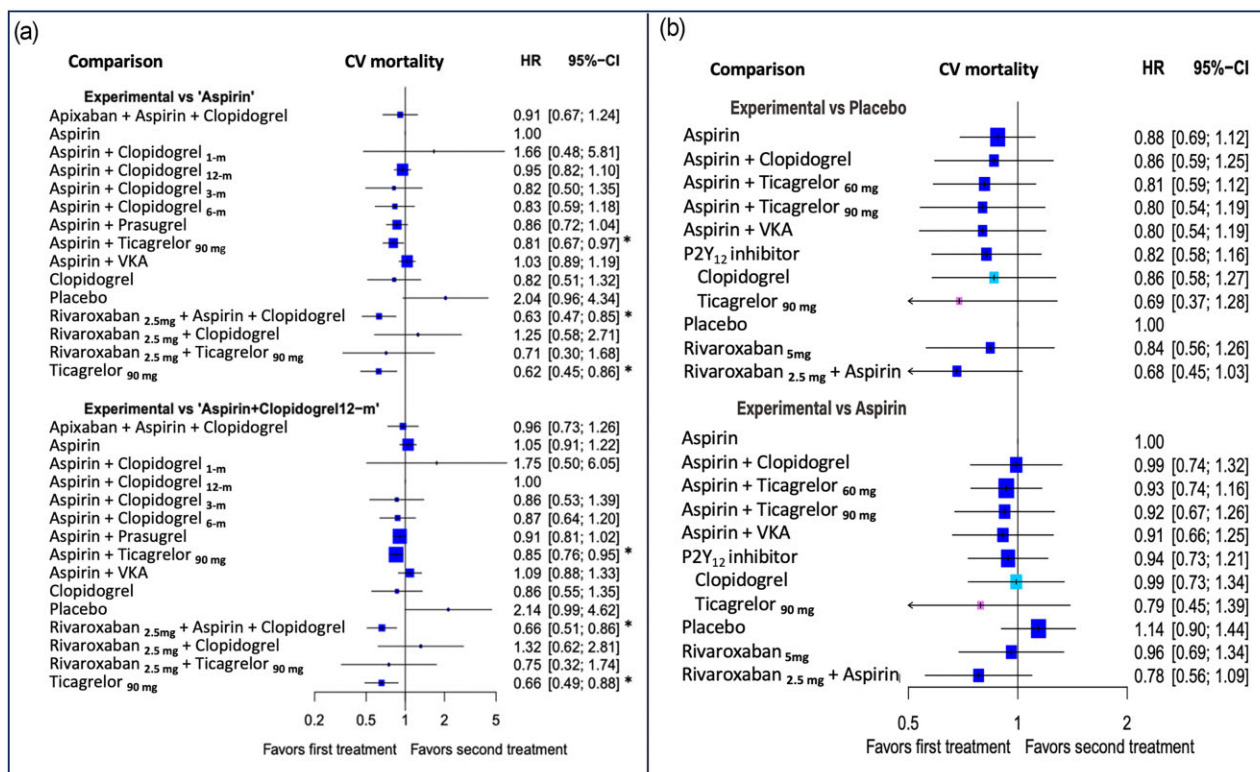 (a)
Comparison CV mortality HR 95%-CI
Experimental vs 'Aspirin'
Apixaban + Aspirin + Clopidogrel 0.91 [0.67; 1.24]
Aspirin 1.00
Aspirin + Clopidogrel 1-m 1.66 [0.48; 5.81]
Aspirin + Clopidogrel 12-m 0.95 [0.82; 1.10]
Aspirin + Clopidogrel 3-m 0.82 [0.50; 1.35]
Aspirin + Clopidogrel 6-m 0.83 [0.59; 1.18]
Aspirin + Prasugrel 0.86 [0.72; 1.04]
Aspirin + Ticagrelor 90 mg 0.81 [0.67; 0.97] *
Aspirin + VKA 1.03 [0.89; 1.19]
Clopidogrel 0.82 [0.51; 1.32]
Placebo 2.04 [0.96; 4.34]
Rivaroxaban 2.5mg + Aspirin + Clopidogrel 0.63 [0.47; 0.85] *
Rivaroxaban 2.5 mg + Clopidogrel 1.25 [0.58; 2.71]
Rivaroxaban 2.5 mg + Ticagrelor 90 mg 0.71 [0.30; 1.68]
Ticagrelor 90 mg 0.62 [0.45; 0.86] *
Experimental vs 'Aspirin+Clopidogrel12-m'
Apixaban + Aspirin + Clopidogrel 0.96 [0.73; 1.26]
Aspirin 1.05 [0.91; 1.22]
Aspirin + Clopidogrel 1-m 1.75 [0.50; 6.05]
Aspirin + Clopidogrel 12-m 1.00
Aspirin + Clopidogrel 3-m 0.86 [0.53; 1.39]
Aspirin + Clopidogrel 6-m 0.87 [0.64; 1.20]
Aspirin + Prasugrel 0.91 [0.81; 1.02]
Aspirin + Ticagrelor 90 mg 0.85 [0.76; 0.95] *
Aspirin + VKA 1.09 [0.88; 1.33]
Clopidogrel 0.86 [0.55; 1.35]
Placebo 2.14 [0.99; 4.62]
Rivaroxaban 2.5mg + Aspirin + Clopidogrel 0.66 [0.51; 0.86] *
Rivaroxaban 2.5 mg + Clopidogrel 1.32 [0.62; 2.81]
Rivaroxaban 2.5 mg + Ticagrelor 90 mg 0.75 [0.32; 1.74]
Ticagrelor 90 mg 0.66 [0.49; 0.88] *
0.2 0.5 1 2 5
Favors first treatment Favors second treatment
(b)
Comparison CV mortality HR 95%-CI
Experimental vs Placebo
Aspirin 0.88 [0.69; 1.12]
Aspirin + Clopidogrel 0.86 [0.59; 1.25]
Aspirin + Ticagrelor 60 mg 0.81 [0.59; 1.12]
Aspirin + Ticagrelor 90 mg 0.80 [0.54; 1.19]
Aspirin + VKA 0.80 [0.54; 1.19]
P2Y12 inhibitor 0.82 [0.58; 1.16]
Clopidogrel 0.86 [0.58; 1.27]
Ticagrelor 90 mg 0.69 [0.37; 1.28]
Placebo 1.00
Rivaroxaban 5mg 0.84 [0.56; 1.26]
Rivaroxaban 2.5 mg + Aspirin 0.68 [0.45; 1.03]
Experimental vs Aspirin
Aspirin 1.00
Aspirin + Clopidogrel 0.99 [0.74; 1.32]
Aspirin + Ticagrelor 60 mg 0.93 [0.74; 1.16]
Aspirin + Ticagrelor 90 mg 0.92 [0.67; 1.26]
Aspirin + VKA 0.91 [0.66; 1.25]
P2Y12 inhibitor 0.94 [0.73; 1.21]
Clopidogrel 0.99 [0.73; 1.34]
Ticagrelor 90 mg 0.79 [0.45; 1.39]
Placebo 1.14 [0.90; 1.44]
Rivaroxaban 5mg 0.96 [0.69; 1.34]
Rivaroxaban 2.5 mg + Aspirin 0.78 [0.56; 1.09]
0.5 1 2
Favors first treatment Favors second treatment